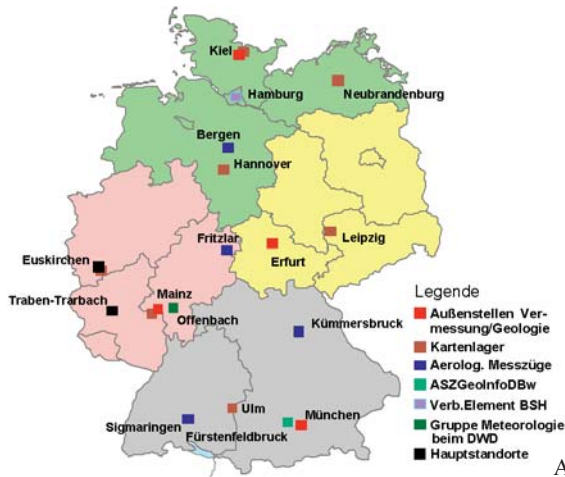 Kiel
Hamburg
Neubrandenburg
Bergen
Hannover
Fritzlar
Leipzig
Euskirchen
Erfurt
Traben-Trarbach
Mainz
Offenbach
Kümmersbruck
Ulm
München
Sigmaringen
Fürstenfeldbruck
Legende
Außenstellen Ver-
messung/Geologie
Kartenlager
Aerolog. Messzüge
ASZGeoInfoDBw
Verb.Element BSH
Gruppe Meteorologie
beim DWD
Hauptstandorte
A